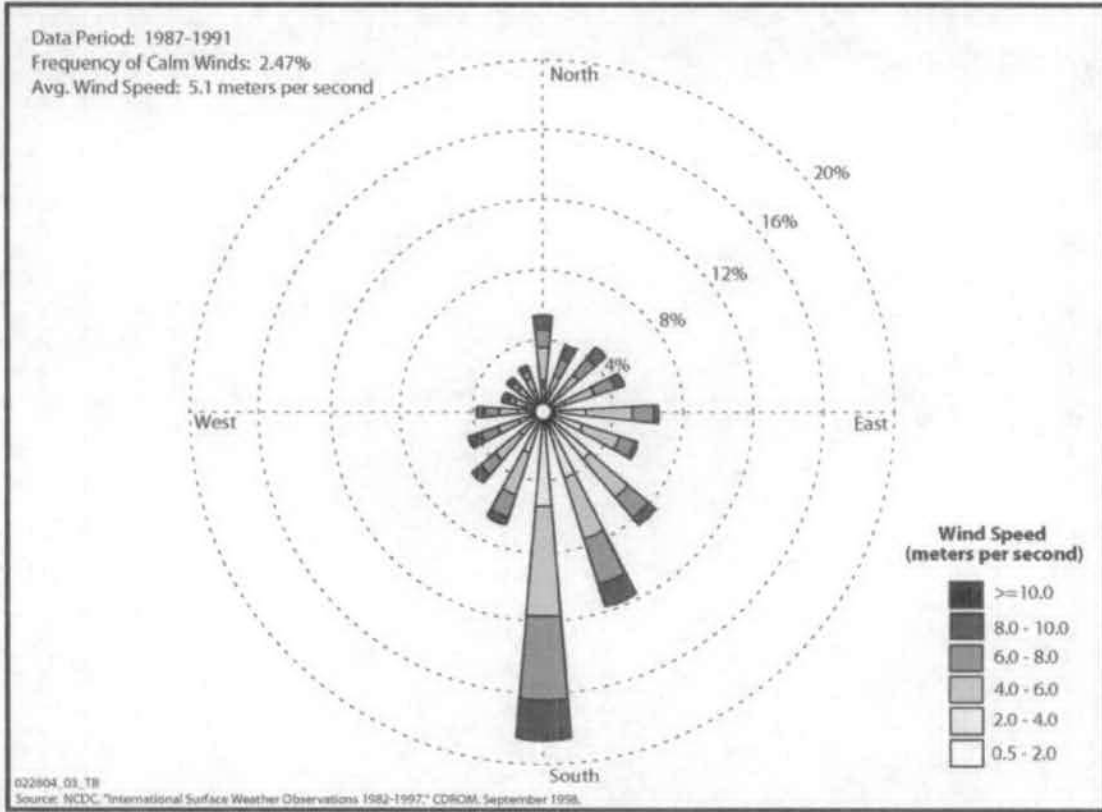 Data Period: 1987-1991
Frequency of Calm Winds: 2.47%
Avg. Wind Speed: 5.1 meters per second
North
20%
16%
12%
8%
4%
West
East
South
Wind Speed
(meters per second)
>=10.0
8.0 - 10.0
6.0 - 8.0
4.0 - 6.0
2.0 - 4.0
0.5 - 2.0
022604_03_TB
Source: NCDC, "International Surface Weather Observations 1982-1997," CDROM, September 1998.